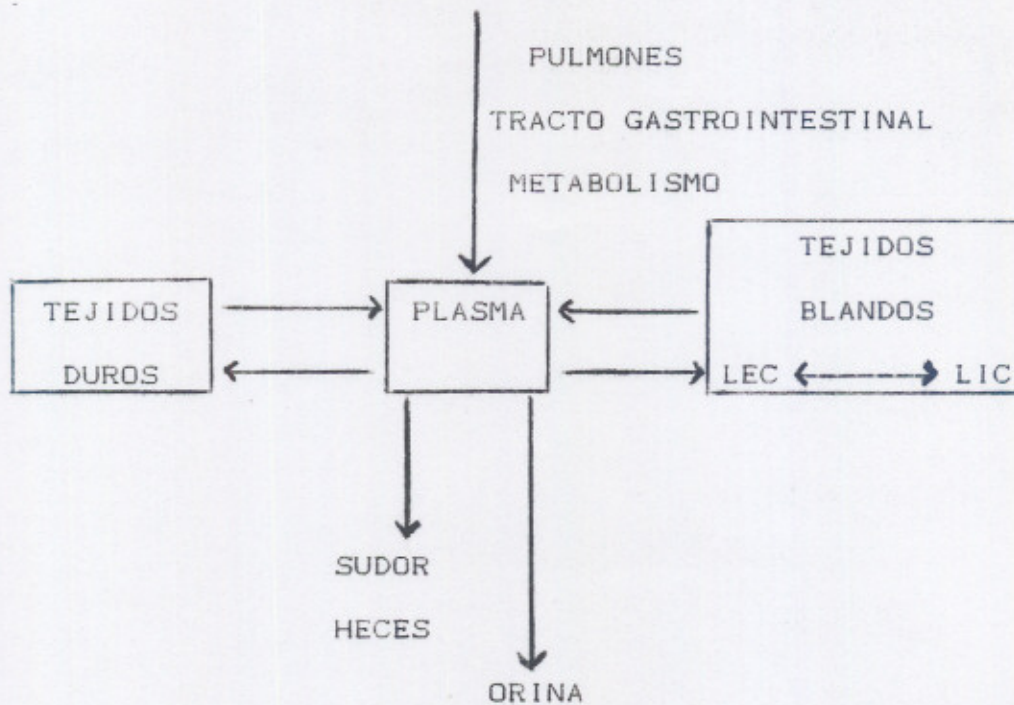 PULMONES
TRACTO GASTROINTESTINAL
METABOLISMO
TEJIDOS
BLANDOS
LEC LIC
PLASMA
TEJIDOS
DUROS
SUDOR
HECES
ORINA